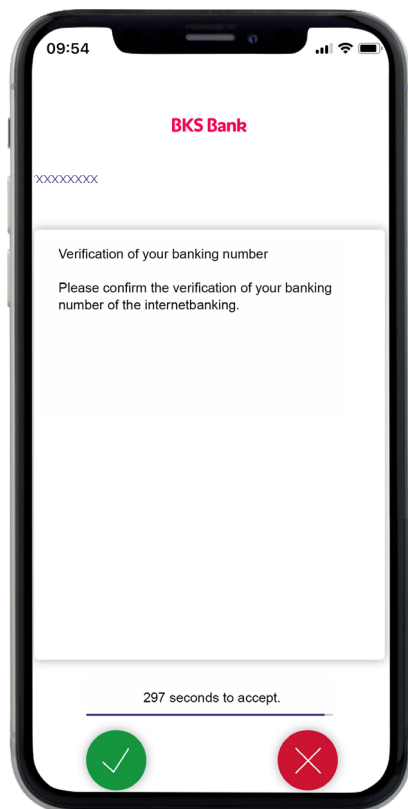 09:54
BKS Bank
XXXXXXXX
Verification of your banking number
Please confirm the verification of your banking
number of the internetbanking.
297 seconds to accept.